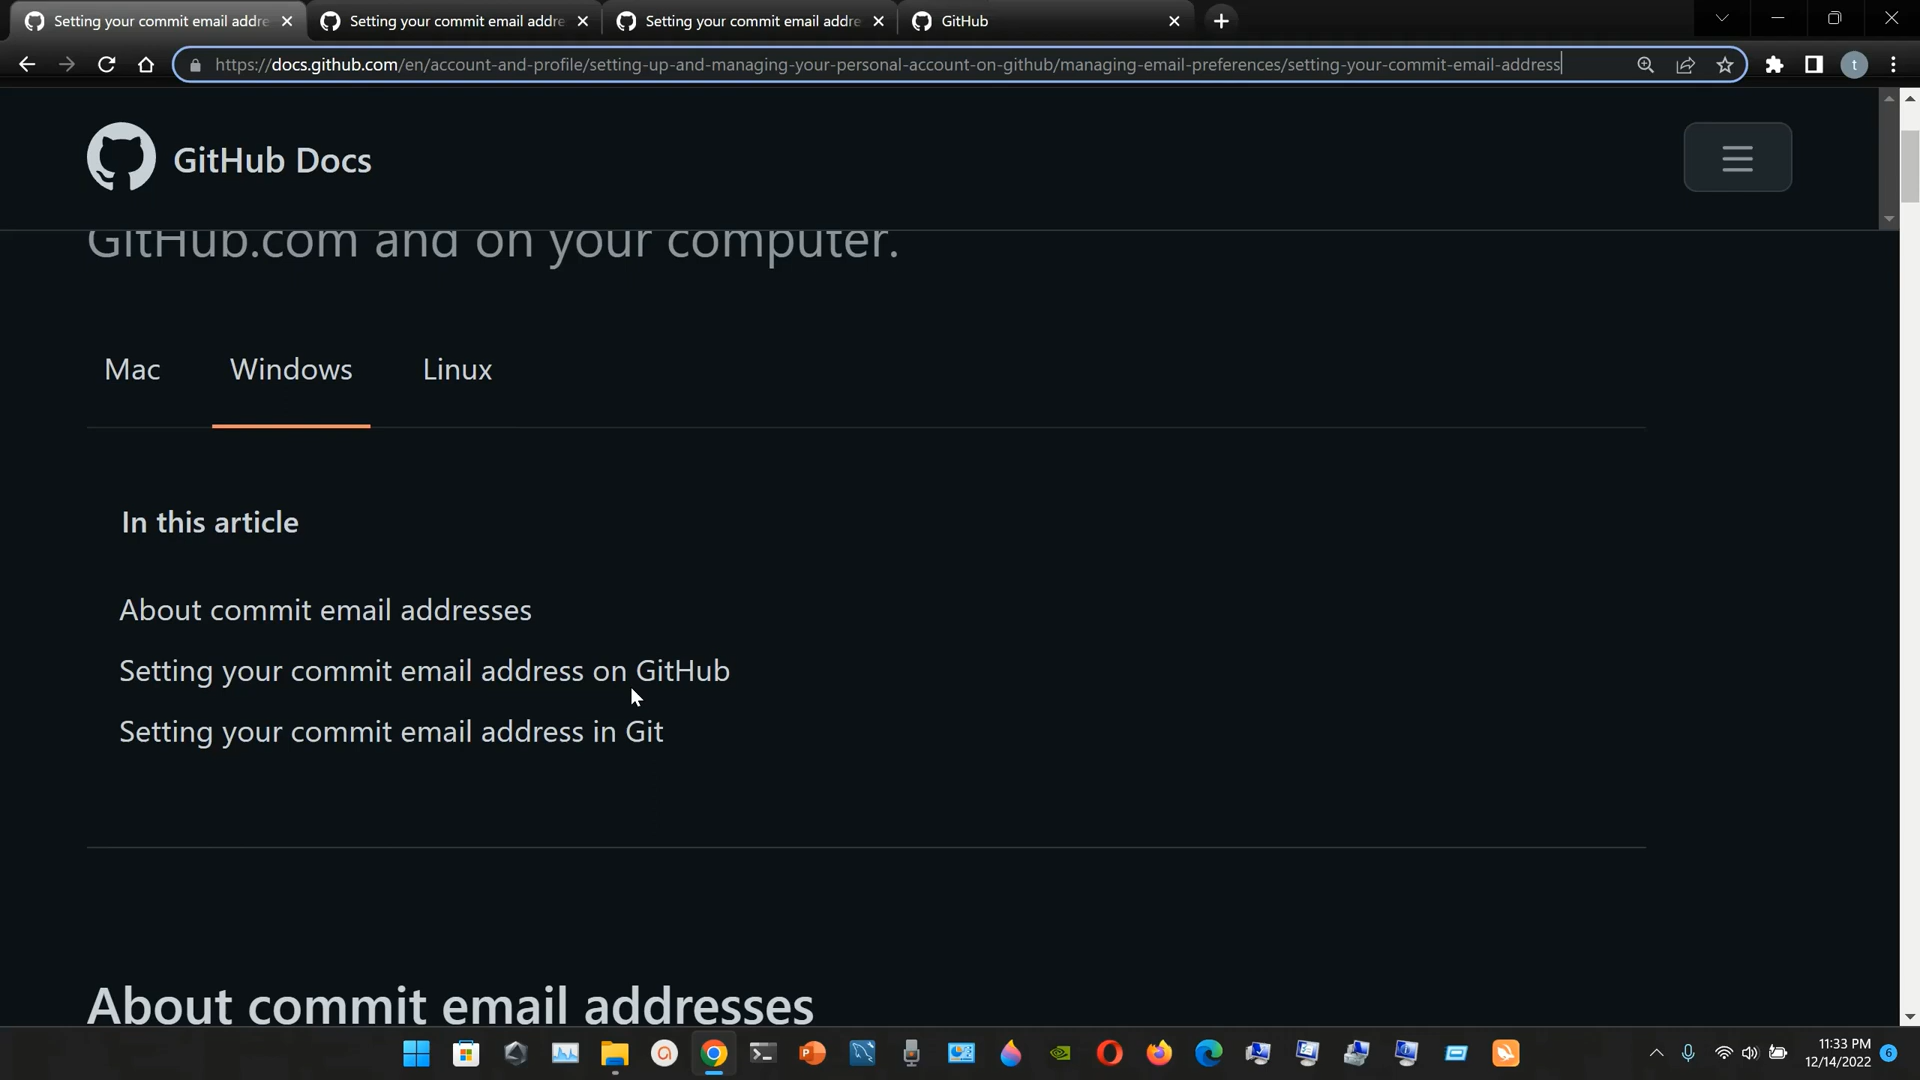 Setting your commit email addre
Setting your commit email addre
Setting your commit email addre
GitHub
https://docs.github.com/en/account-and-profile/setting-up-and-managing-your-personal-account-on-github/managing-email-preferences/setting-your-commit-email-address
t
GitHub Docs
GitHub.com and on your computer.
Mac Windows Linux
In this article
About commit email addresses
Setting your commit email address on GitHub
Setting your commit email address in Git
About commit email addresses
11:33 PM
12/14/2022
6